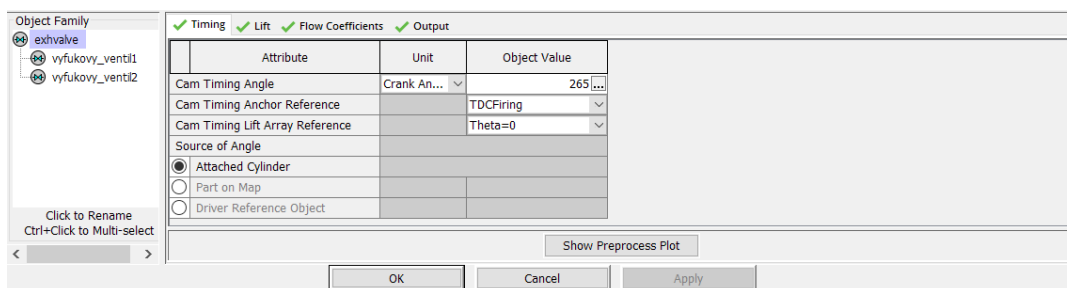 Object Family
exhvalve
vyfukovy_ventil1
vyfukovy_ventil2
Click to Rename
Ctrl+Click to Multi-select
Timing Lift Flow Coefficients Output
Attribute Unit Object Value
Cam Timing Angle Crank An... 265 ...
Cam Timing Anchor Reference TDCFiring
Cam Timing Lift Array Reference Theta=0
Source of Angle
Attached Cylinder
Part on Map
Driver Reference Object
Show Preprocess Plot
OK Cancel Apply